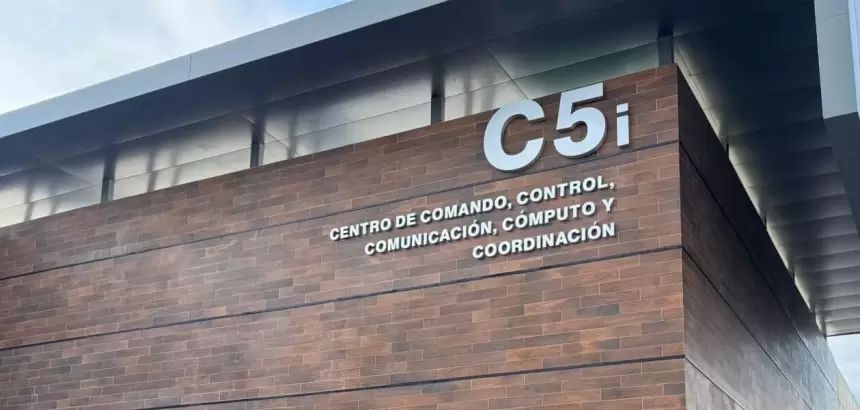 C5i
CENTRO DE COMANDO, CONTROL,
COMUNICACIÓN, CÓMPUTO Y
COORDINACIÓN